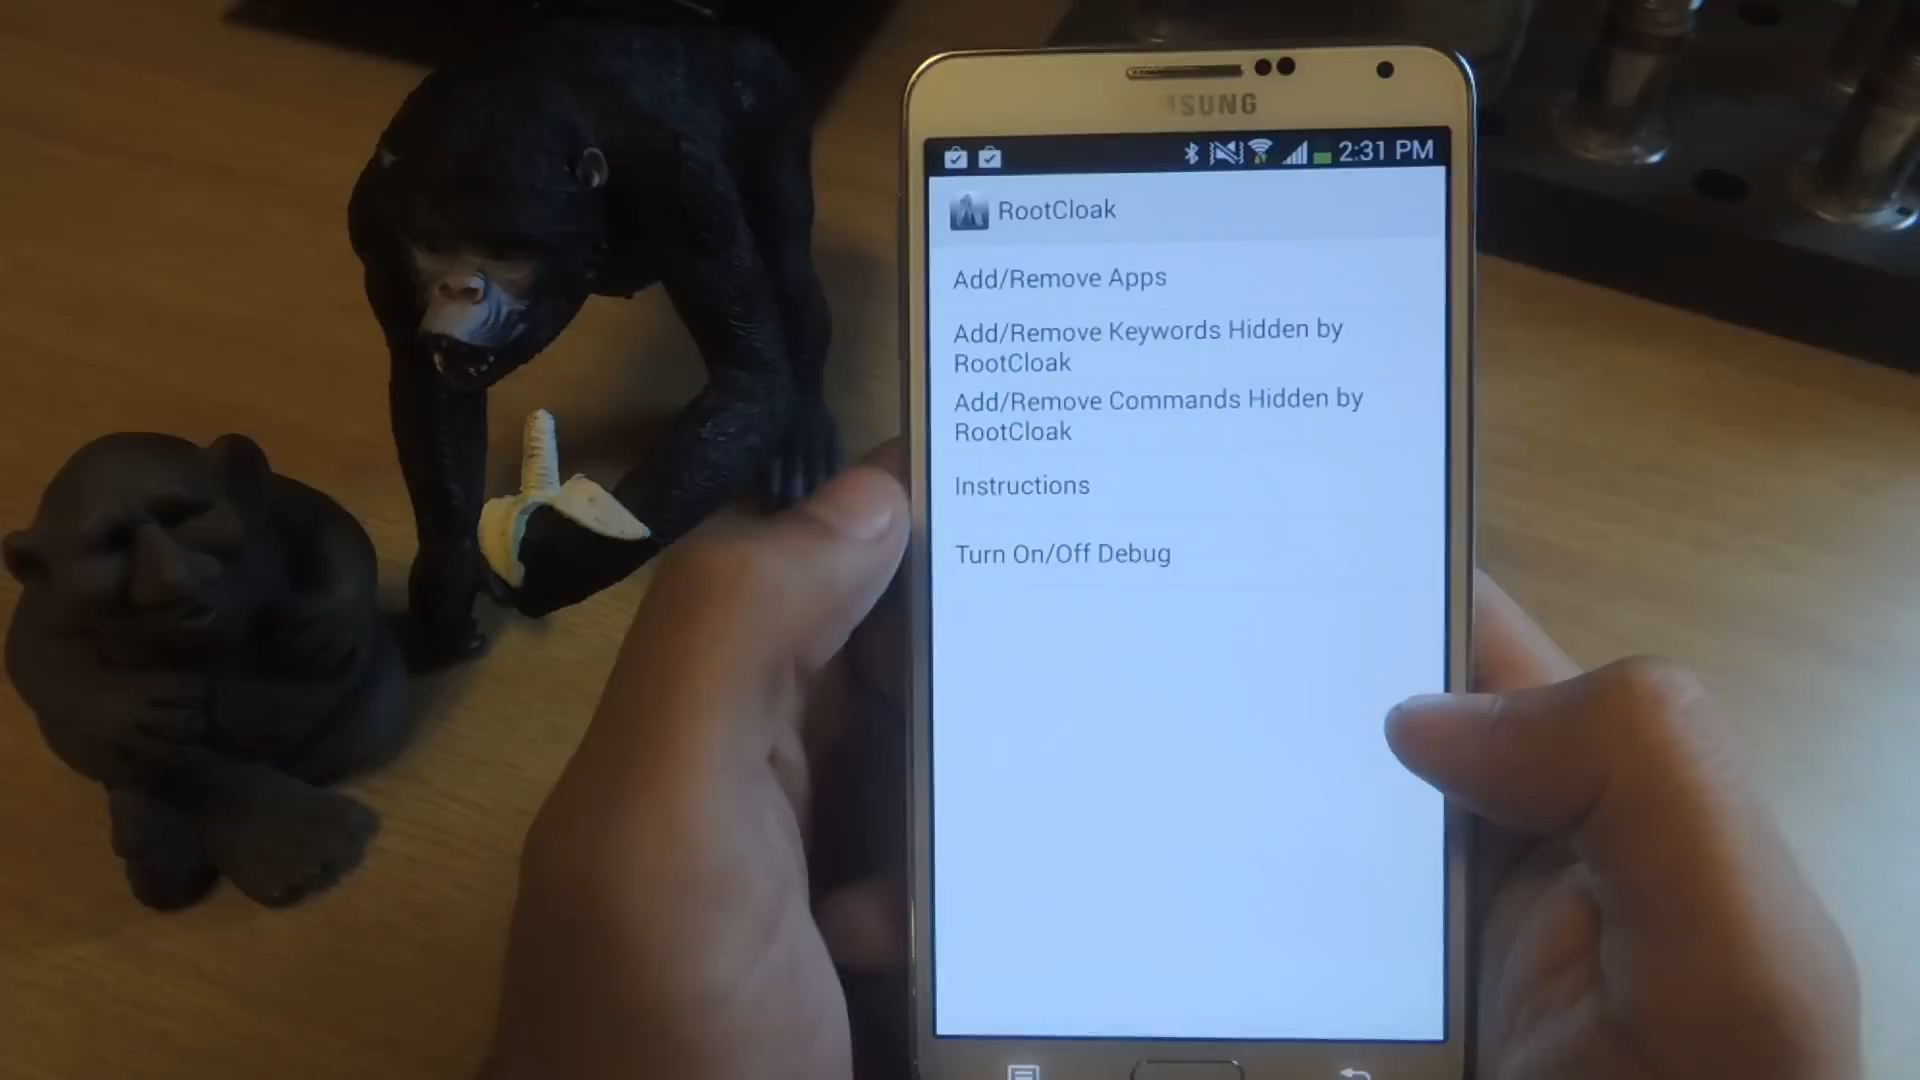 SUNG
2:31 PM
RootCloak
Add/Remove Apps
Add/Remove Keywords Hidden by
RootCloak
Add/Remove Commands Hidden by
RootCloak
Instructions
Turn On/Off Debug